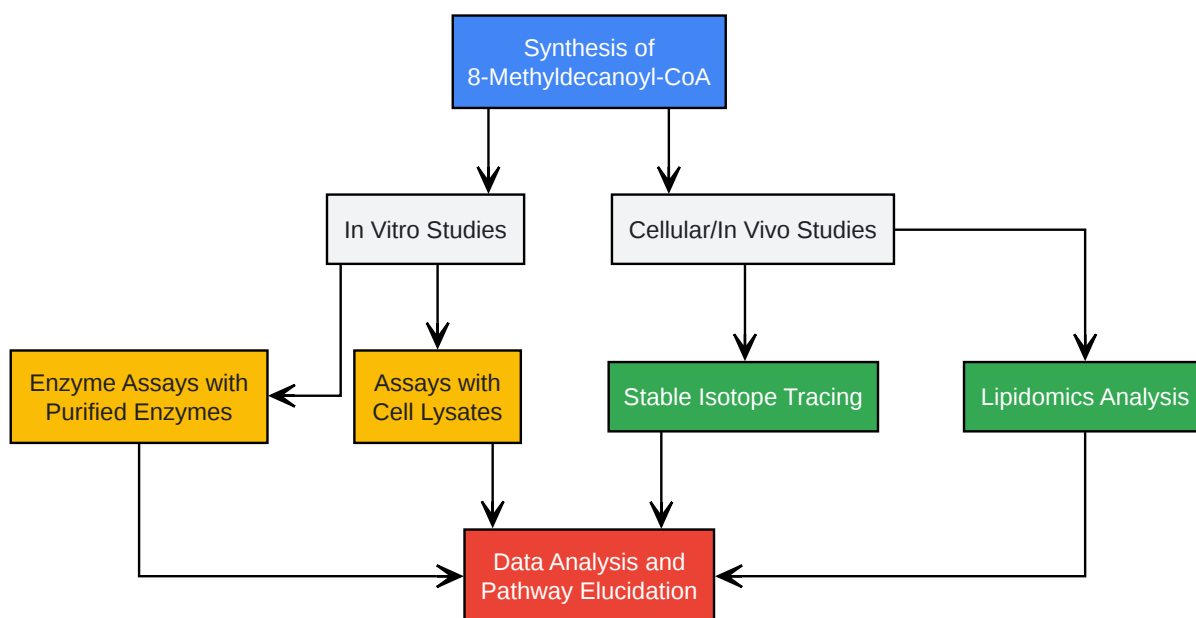 Synthesis of
8-Methyldecanoyl-CoA
In Vitro Studies
Cellular/In Vivo Studies
Enzyme Assays with
Purified Enzymes
Assays with
Cell Lysates
Stable Isotope Tracing
Lipidomics Analysis
Data Analysis and
Pathway Elucidation